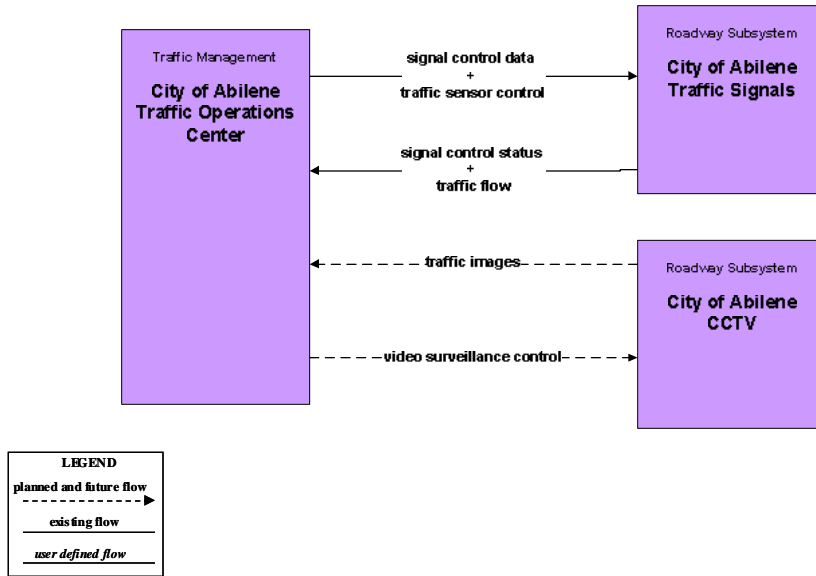 Traffic Management
City of Abilene
Traffic Operations
Center
signal control data
+
traffic sensor control
Roadway Subsystem
City of Abilene
Traffic Signals
signal control status
+
traffic flow
traffic images
Roadway Subsystem
City of Abilene
CCTV
video surveillance control
LEGEND
planned and future flow
existing flow
user defined flow